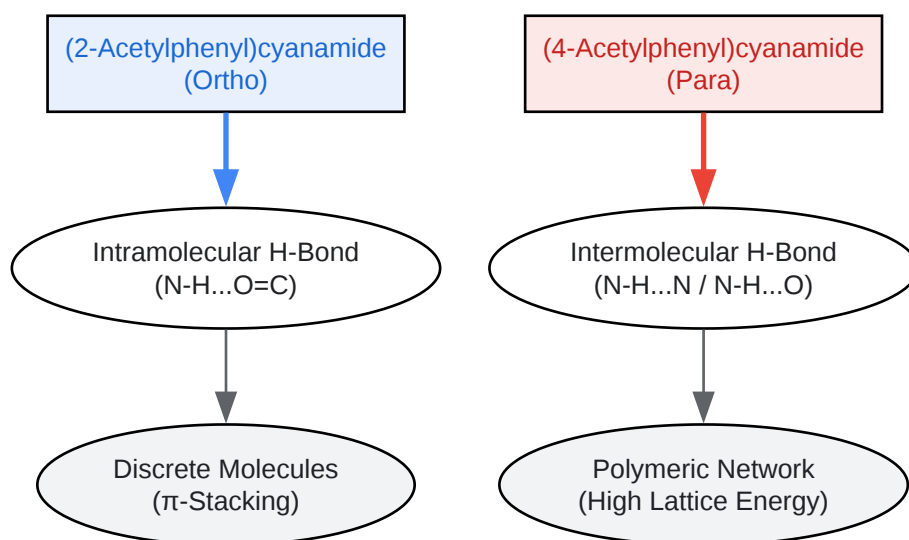 (2-Acetylphenyl)cyanamide
(Ortho)
(4-Acetylphenyl)cyanamide
(Para)
Intramolecular H-Bond
(N-H...O=C)
Intermolecular H-Bond
(N-H...N / N-H...O)
Discrete Molecules
(π-Stacking)
Polymeric Network
(High Lattice Energy)